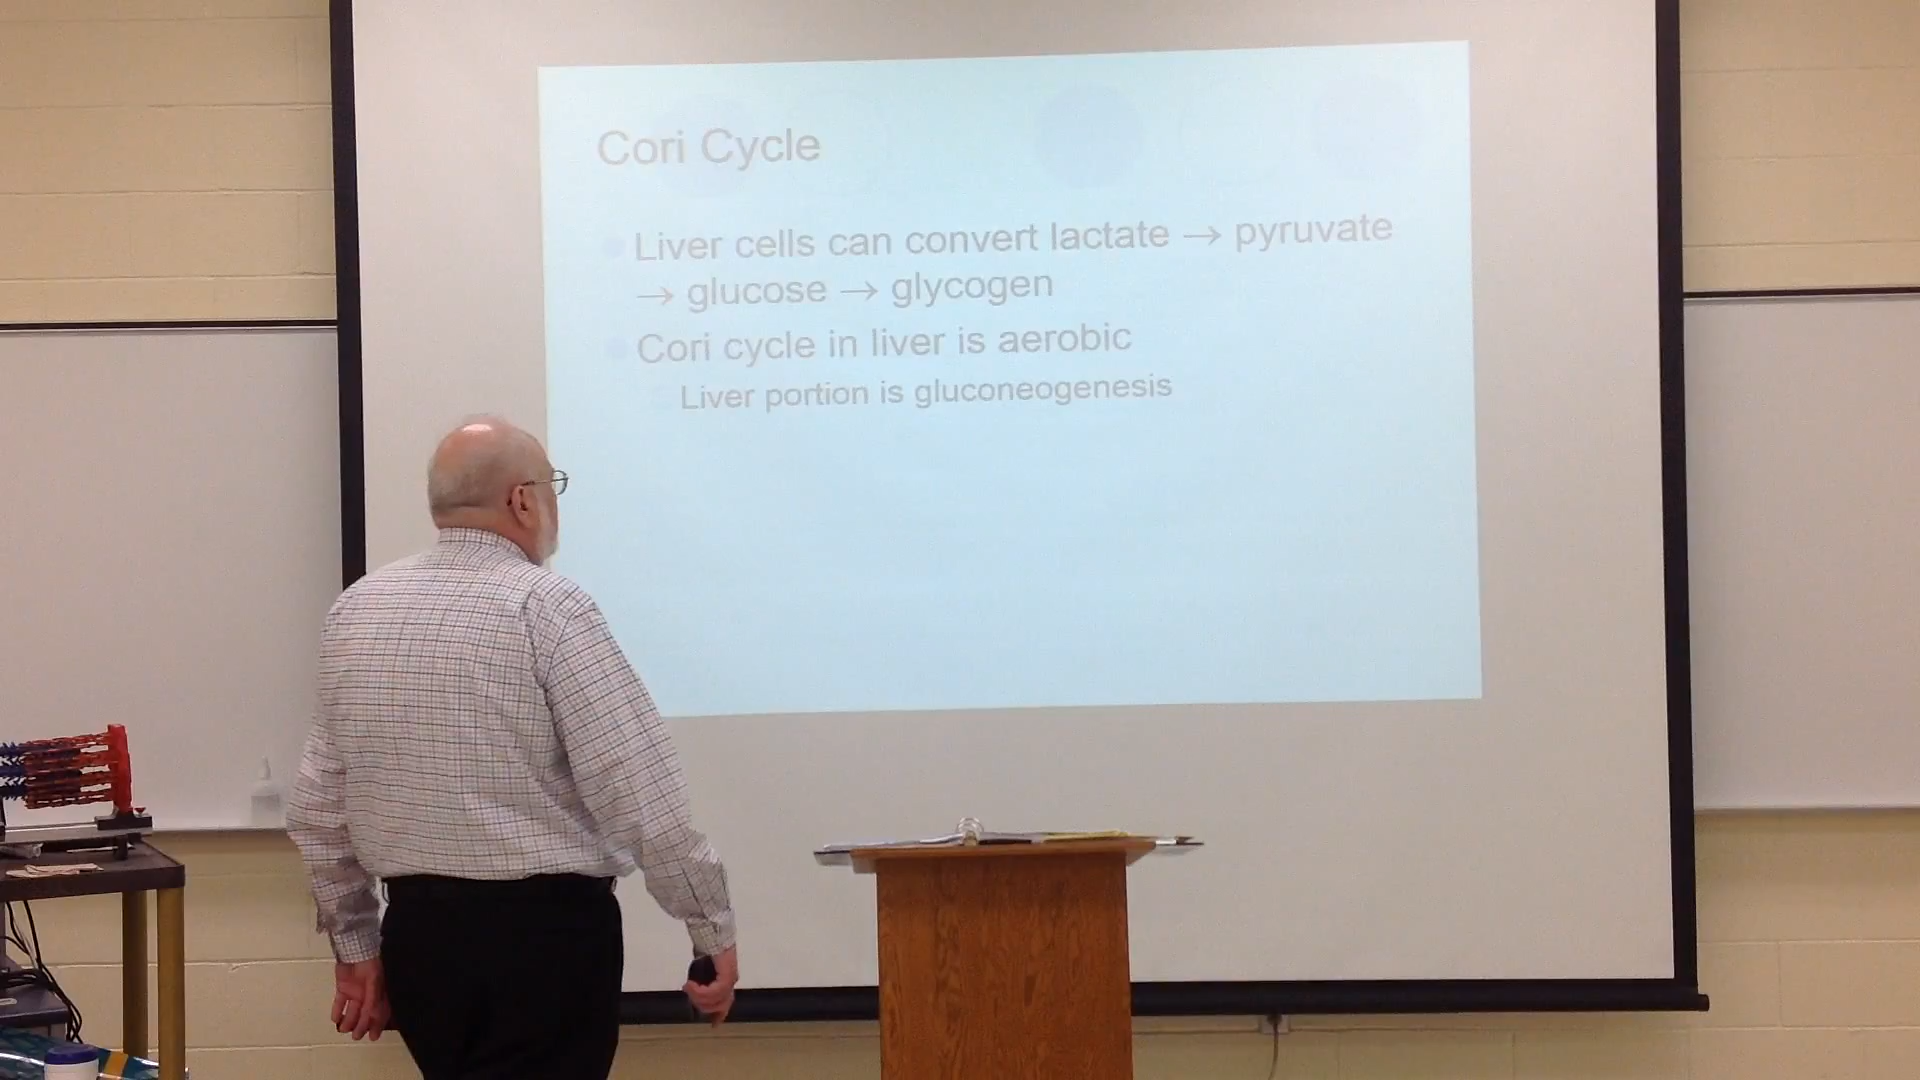 Cori Cycle
Liver cells can convert lactate → pyruvate
→ glucose → glycogen
Cori cycle in liver is aerobic
Liver portion is gluconeogenesis